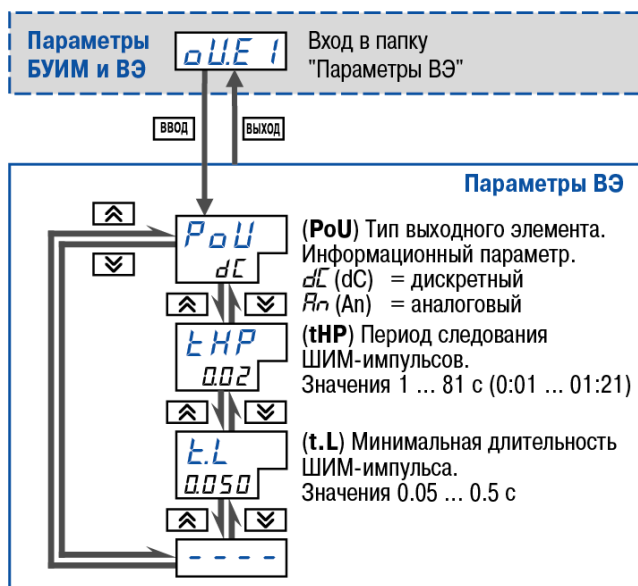 Параметры
БУИМ и ВЭ
oU.E 1
Вход в папку
"Параметры ВЭ"
ВВОД
ВЫХОД
Параметры ВЭ
PoU
dC
(PoU) Тип выходного элемента.
Информационный параметр.
dC (dC) = дискретный
An (An) = аналоговый
tHP
0.02
(tHP) Период следования
ШИМ-импульсов.
Значения 1 ... 81 с (0:01 ... 01:21)
t.L
0.050
(t.L) Минимальная длительность
ШИМ-импульса.
Значения 0.05 ... 0.5 с
- - - -